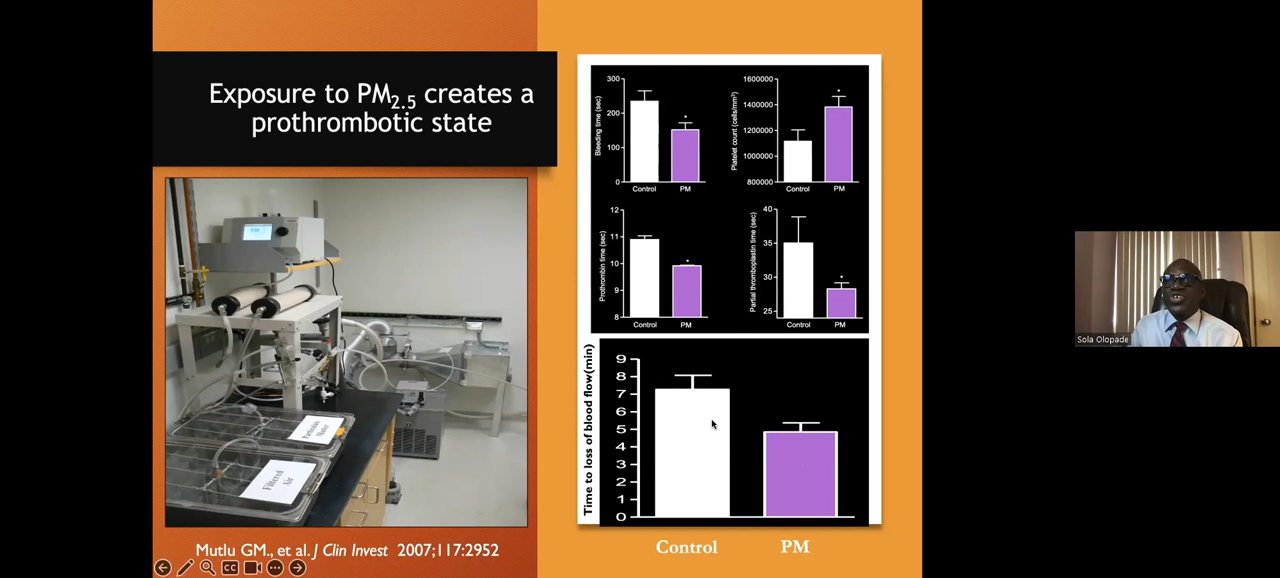 Exposure to PM2.5 creates a
prothrombotic state
Particulate
Matter
Filtered
Air
Mutlu GM., et al. J Clin Invest 2007;117:2952
CC
Bleeding time (sec)
300
200
100
0
*
Control PM
Platelet count (cells/mm³)
1600000
1400000
1200000
1000000
800000
*
Control PM
Prothrombin time (sec)
12
11
10
9
8
*
Control PM
Partial thromboplastin time (sec)
40
35
30
25
*
Control PM
Time to loss of blood flow(min)
9
8
7
6
5
4
3
2
1
0
Control PM
Sola Olopade